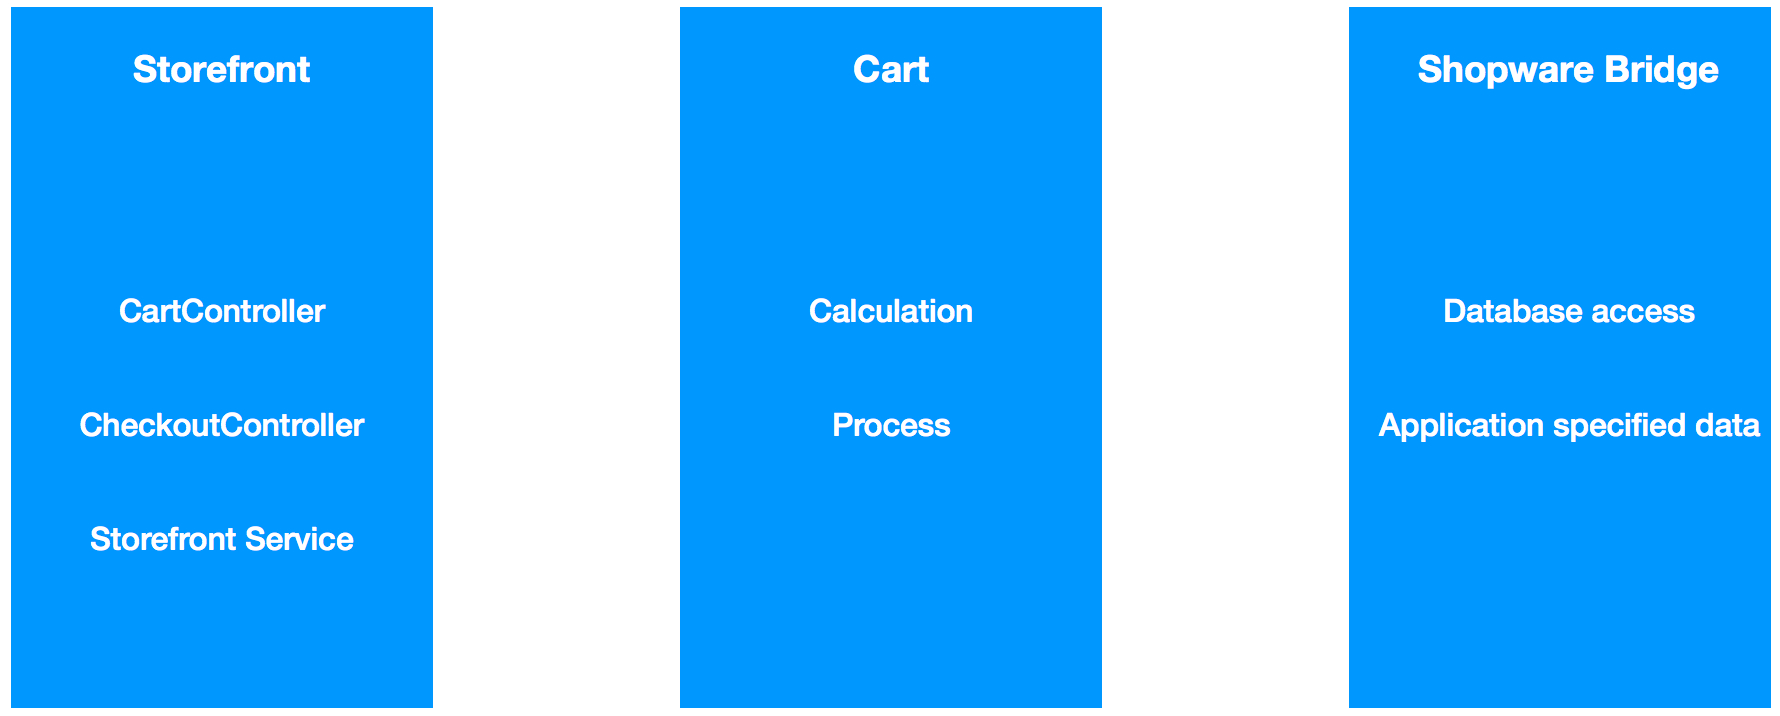 Storefront
CartController
CheckoutController
Storefront Service
Cart
Calculation
Process
Shopware Bridge
Database access
Application specified data